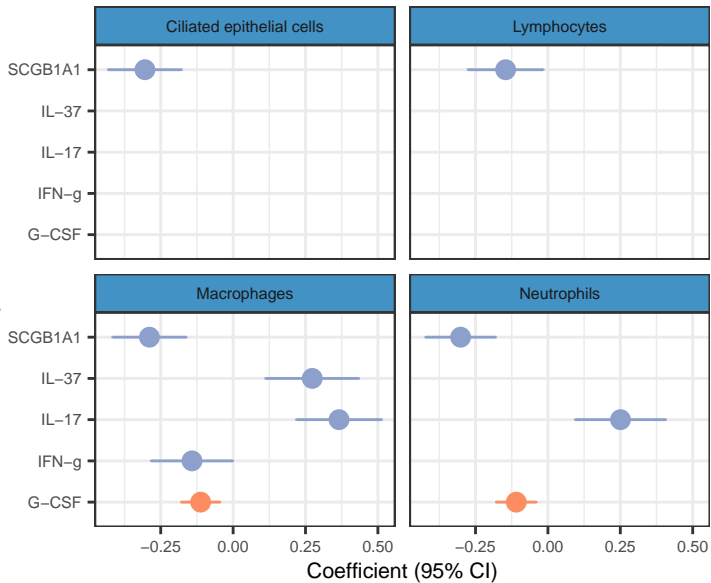 Ciliated epithelial cells
Lymphocytes
SCGB1A1
IL−37
IL−17
IFN−g
G−CSF
Macrophages
Neutrophils
SCGB1A1
IL−37
IL−17
IFN−g
G−CSF
−0.25 0.00 0.25 0.50
−0.25 0.00 0.25 0.50
Coefficient (95% CI)